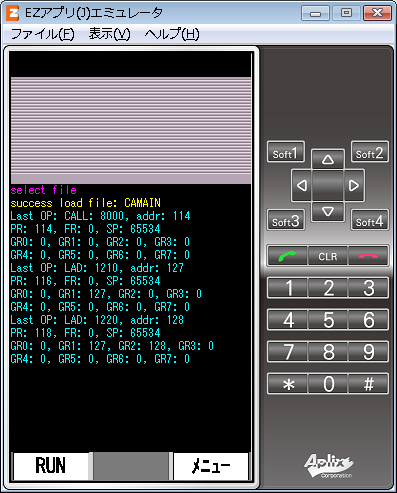 EZアプリ(J)エミュレータ
ファイル(F) 表示(V) ヘルプ(H)
select file
success load file: CAMAIN
Last OP: CALL: 8000, addr: 114
PR: 114, FR: 0, SP: 65534
GR0: 0, GR1: 0, GR2: 0, GR3: 0
GR4: 0, GR5: 0, GR6: 0, GR7: 0
Last OP: LAD: 1210, addr: 127
PR: 116, FR: 0, SP: 65534
GR0: 0, GR1: 127, GR2: 0, GR3: 0
GR4: 0, GR5: 0, GR6: 0, GR7: 0
Last OP: LAD: 1220, addr: 128
PR: 118, FR: 0, SP: 65534
GR0: 0, GR1: 127, GR2: 128, GR3: 0
GR4: 0, GR5: 0, GR6: 0, GR7: 0
RUN メニュー
Soft1 Soft2
Soft3 Soft4
CLR
1 2 3
4 5 6
7 8 9
* 0 #
Aplix
Corporation